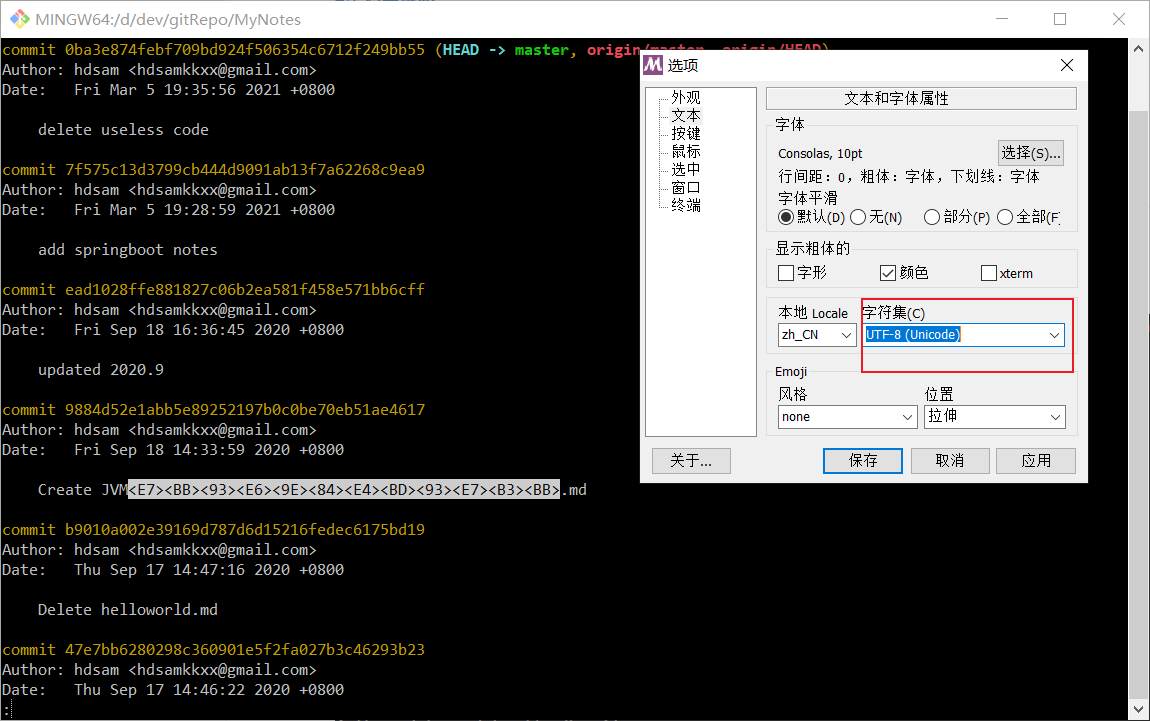 MINGW64:/d/dev/gitRepo/MyNotes
commit 0ba3e874febf709bd924f506354c6712f249bb55 (HEAD -> master, origin/master, origin/HEAD)
Author: hdsam <hdsamkkxx@gmail.com>
Date:   Fri Mar 5 19:35:56 2021 +0800
delete useless code
commit 7f575c13d3799cb444d9091ab13f7a62268c9ea9
Author: hdsam <hdsamkkxx@gmail.com>
Date:   Fri Mar 5 19:28:59 2021 +0800
add springboot notes
commit ead1028ffe881827c06b2ea581f458e571bb6cff
Author: hdsam <hdsamkkxx@gmail.com>
Date:   Fri Sep 18 16:36:45 2020 +0800
updated 2020.9
commit 9884d52e1abb5e89252197b0c0be70eb51ae4617
Author: hdsam <hdsamkkxx@gmail.com>
Date:   Fri Sep 18 14:33:59 2020 +0800
Create JVM<E7><BB><93><E6><9E><84><E4><BD><93><E7><B3><BB>.md
commit b9010a002e39169d787d6d15216fedec6175bd19
Author: hdsam <hdsamkkxx@gmail.com>
Date:   Thu Sep 17 14:47:16 2020 +0800
Delete helloworld.md
commit 47e7bb6280298c360901e5f2fa027b3c46293b23
Author: hdsam <hdsamkkxx@gmail.com>
Date:   Thu Sep 17 14:46:22 2020 +0800
:
选项
外观
文本
按键
鼠标
选中
窗口
终端
文本和字体属性
字体
Consolas, 10pt 选择(S)...
行间距：0，粗体：字体，下划线：字体
字体平滑
默认(D) 无(N) 部分(P) 全部(F)
显示粗体的
字形 颜色 xterm
本地 Locale 字符集(C)
zh_CN UTF-8 (Unicode)
Emoji
风格 位置
none 拉伸
关于... 保存 取消 应用